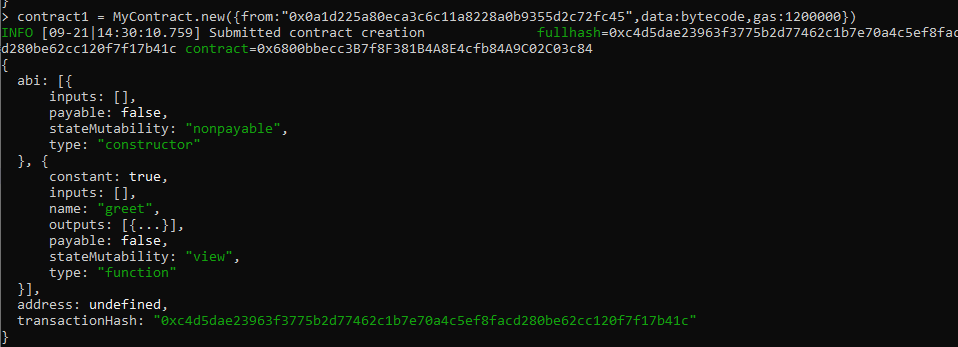 }
> contract1 = MyContract.new({from:"0x0a1d225a80eca3c6c11a8228a0b9355d2c72fc45",data:bytecode,gas:1200000})
INFO [09-21|14:30:10.759] Submitted contract creation              fullhash=0xc4d5dae23963f3775b2d77462c1b7e70a4c5ef8facd
d280be62cc120f7f17b41c contract=0x6800bbecc3B7f8F381B4A8E4cfb84A9C02C03c84
{
  abi: [{
      inputs: [],
      payable: false,
      stateMutability: "nonpayable",
      type: "constructor"
  }, {
      constant: true,
      inputs: [],
      name: "greet",
      outputs: [{...}],
      payable: false,
      stateMutability: "view",
      type: "function"
  }],
  address: undefined,
  transactionHash: "0xc4d5dae23963f3775b2d77462c1b7e70a4c5ef8facd280be62cc120f7f17b41c"
}